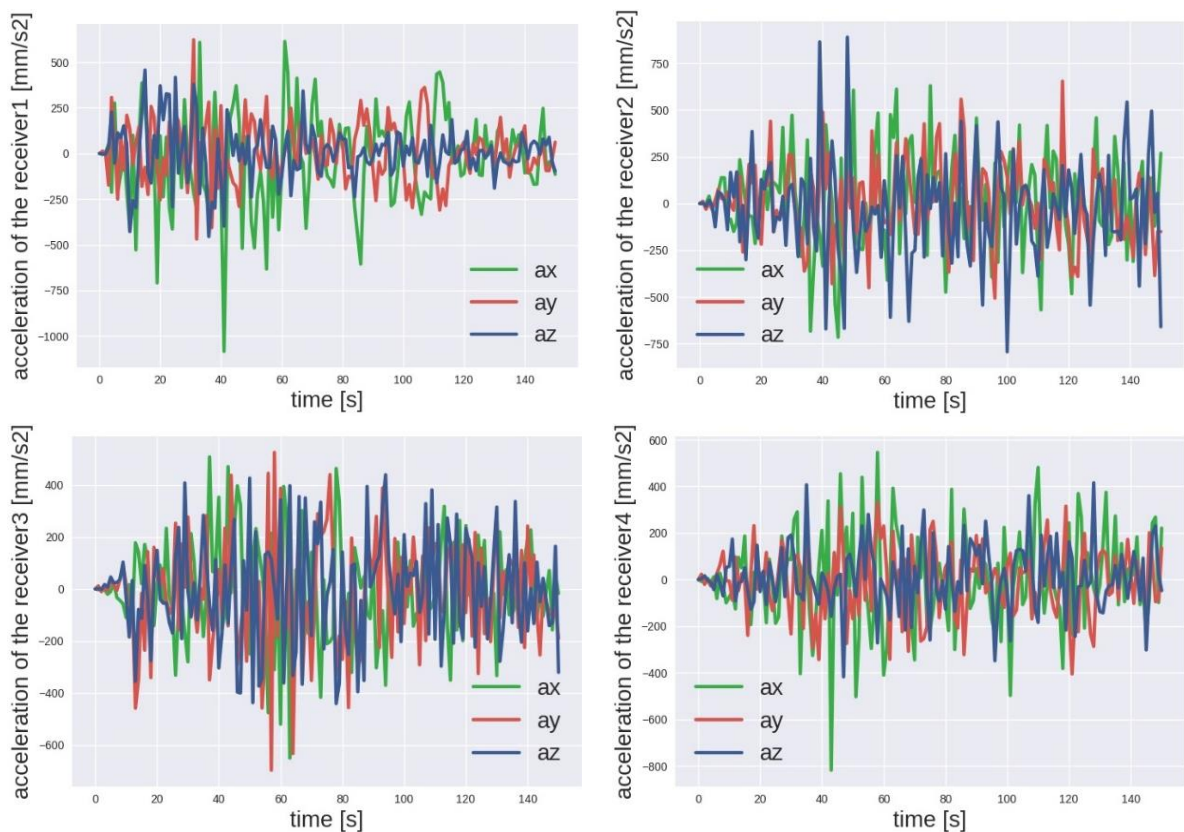 acceleration of the receiver1 [mm/s2]
500
250
0
−250
−500
−750
−1000
ax
ay
az
0 20 40 60 80 100 120 140
time [s]
acceleration of the receiver2 [mm/s2]
750
500
250
0
−250
−500
−750
ax
ay
az
0 20 40 60 80 100 120 140
time [s]
acceleration of the receiver3 [mm/s2]
400
200
0
−200
−400
−600
ax
ay
az
0 20 40 60 80 100 120 140
time [s]
acceleration of the receiver4 [mm/s2]
600
400
200
0
−200
−400
−600
−800
ax
ay
az
0 20 40 60 80 100 120 140
time [s]